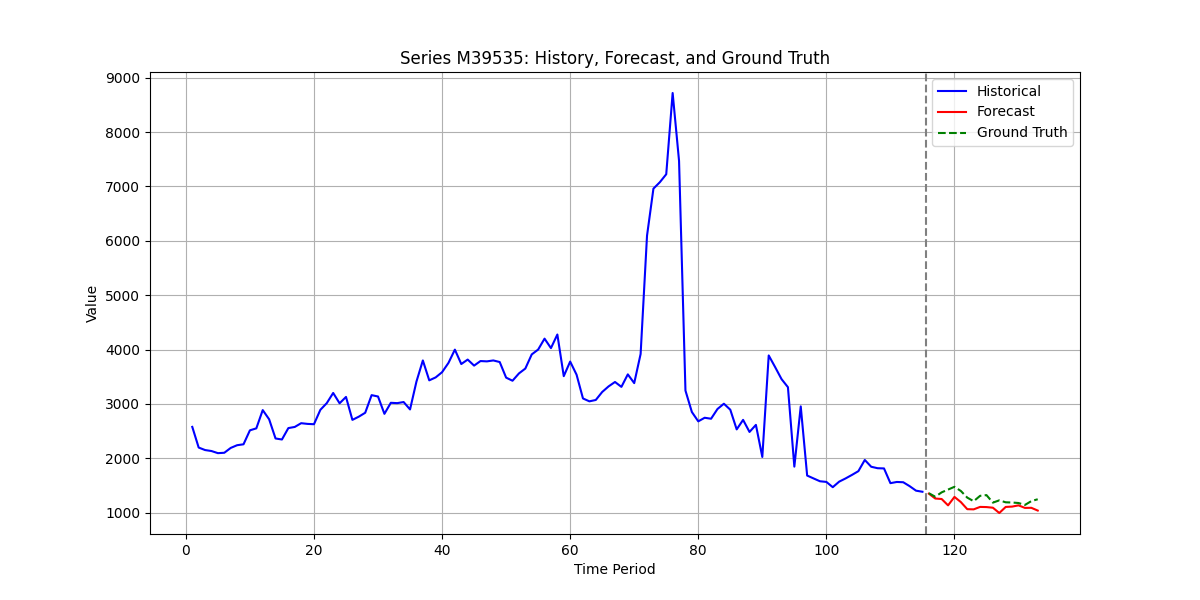 Series M39535: History, Forecast, and Ground Truth
9000
8000
7000
6000
5000
4000
3000
2000
1000
Value
Historical
Forecast
Ground Truth
0 20 40 60 80 100 120
Time Period